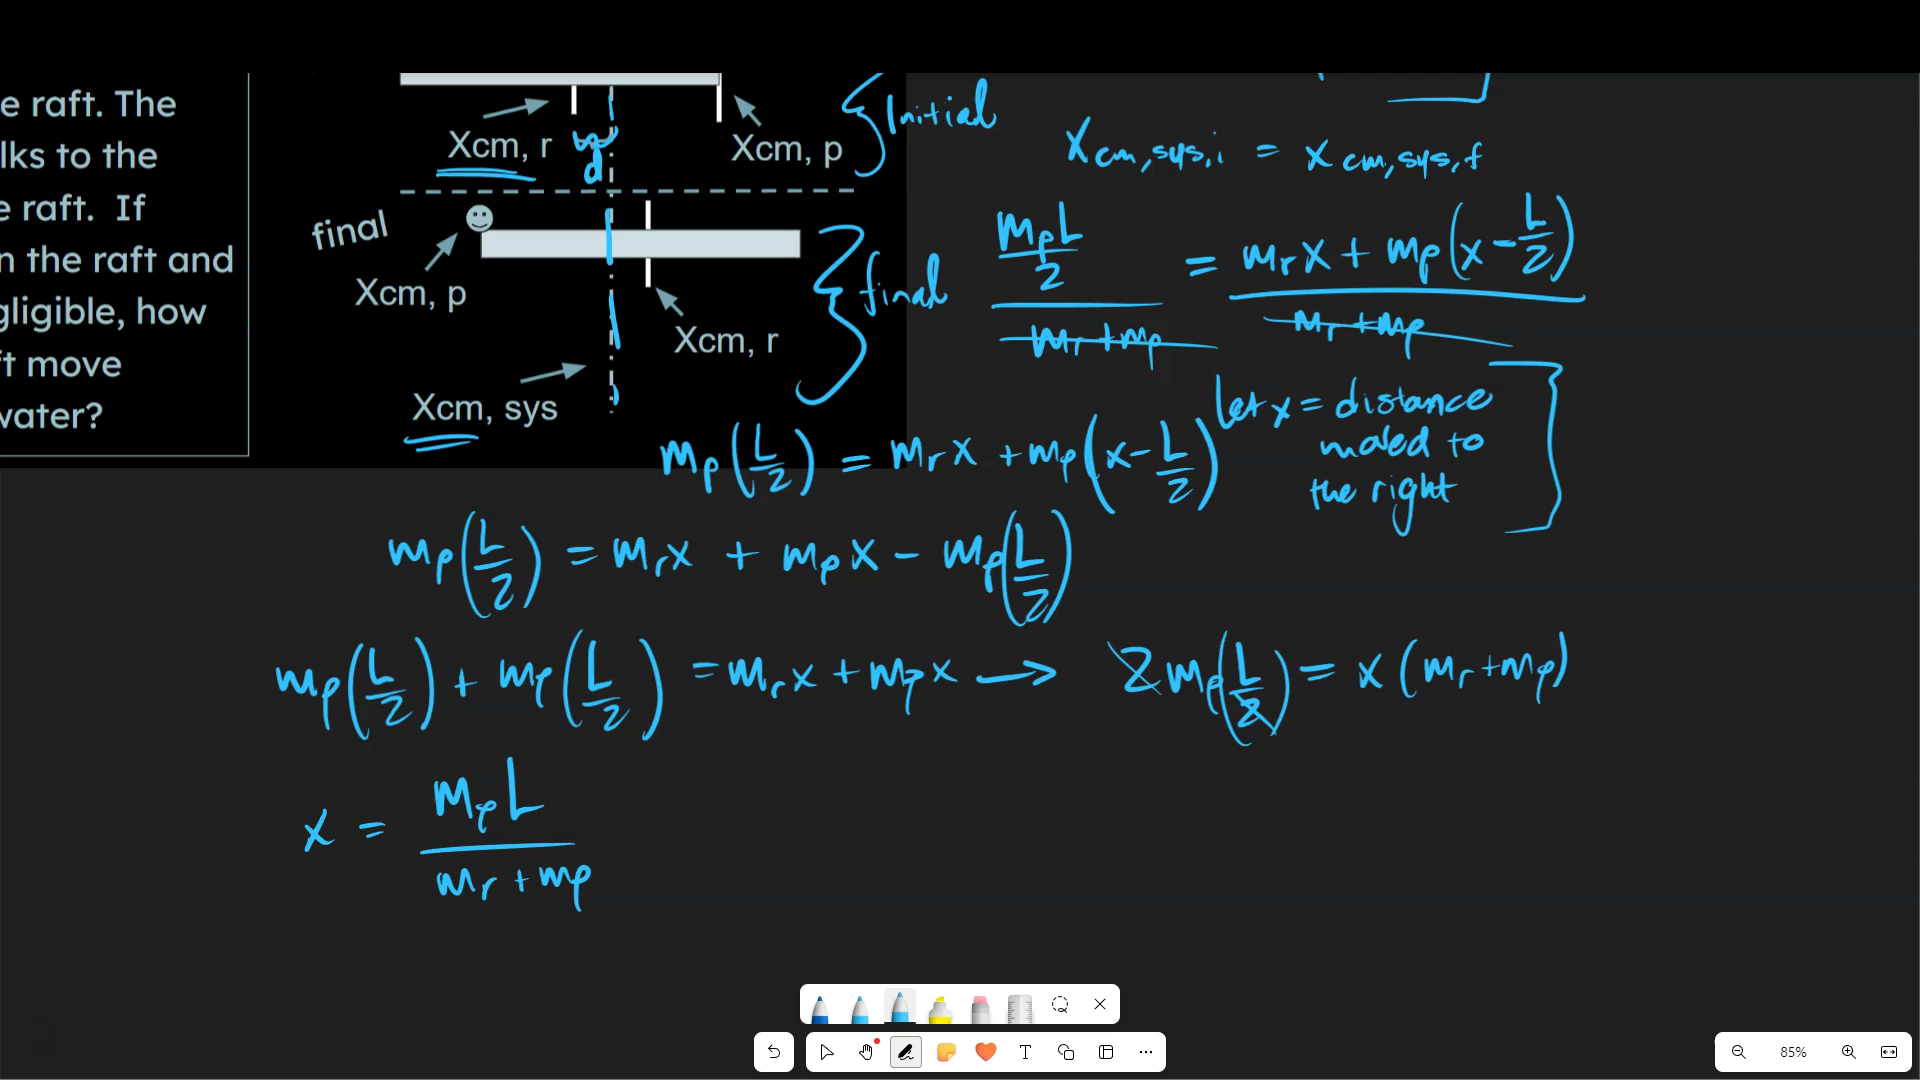 e raft. The
lks to the
e raft. If
n the raft and
gligible, how
ft move
water?
Xcm, r
d
Xcm, p
Initial
final
Xcm, p
Xcm, r
Xcm, sys
final
Xcm,sys,i = Xcm,sys,f
mpL/2 / mr+mp = mrx + mp(x-L/2) / mr+mp
let x = distance
moved to
the right
mp(L/2) = mrx + mp(x-L/2)
mp(L/2) = mrx + mpx - mp(L/2)
mp(L/2) + mp(L/2) = mrx + mpx → 2mp(L/2) = x(mr+mp)
x = mpL / mr+mp
85%